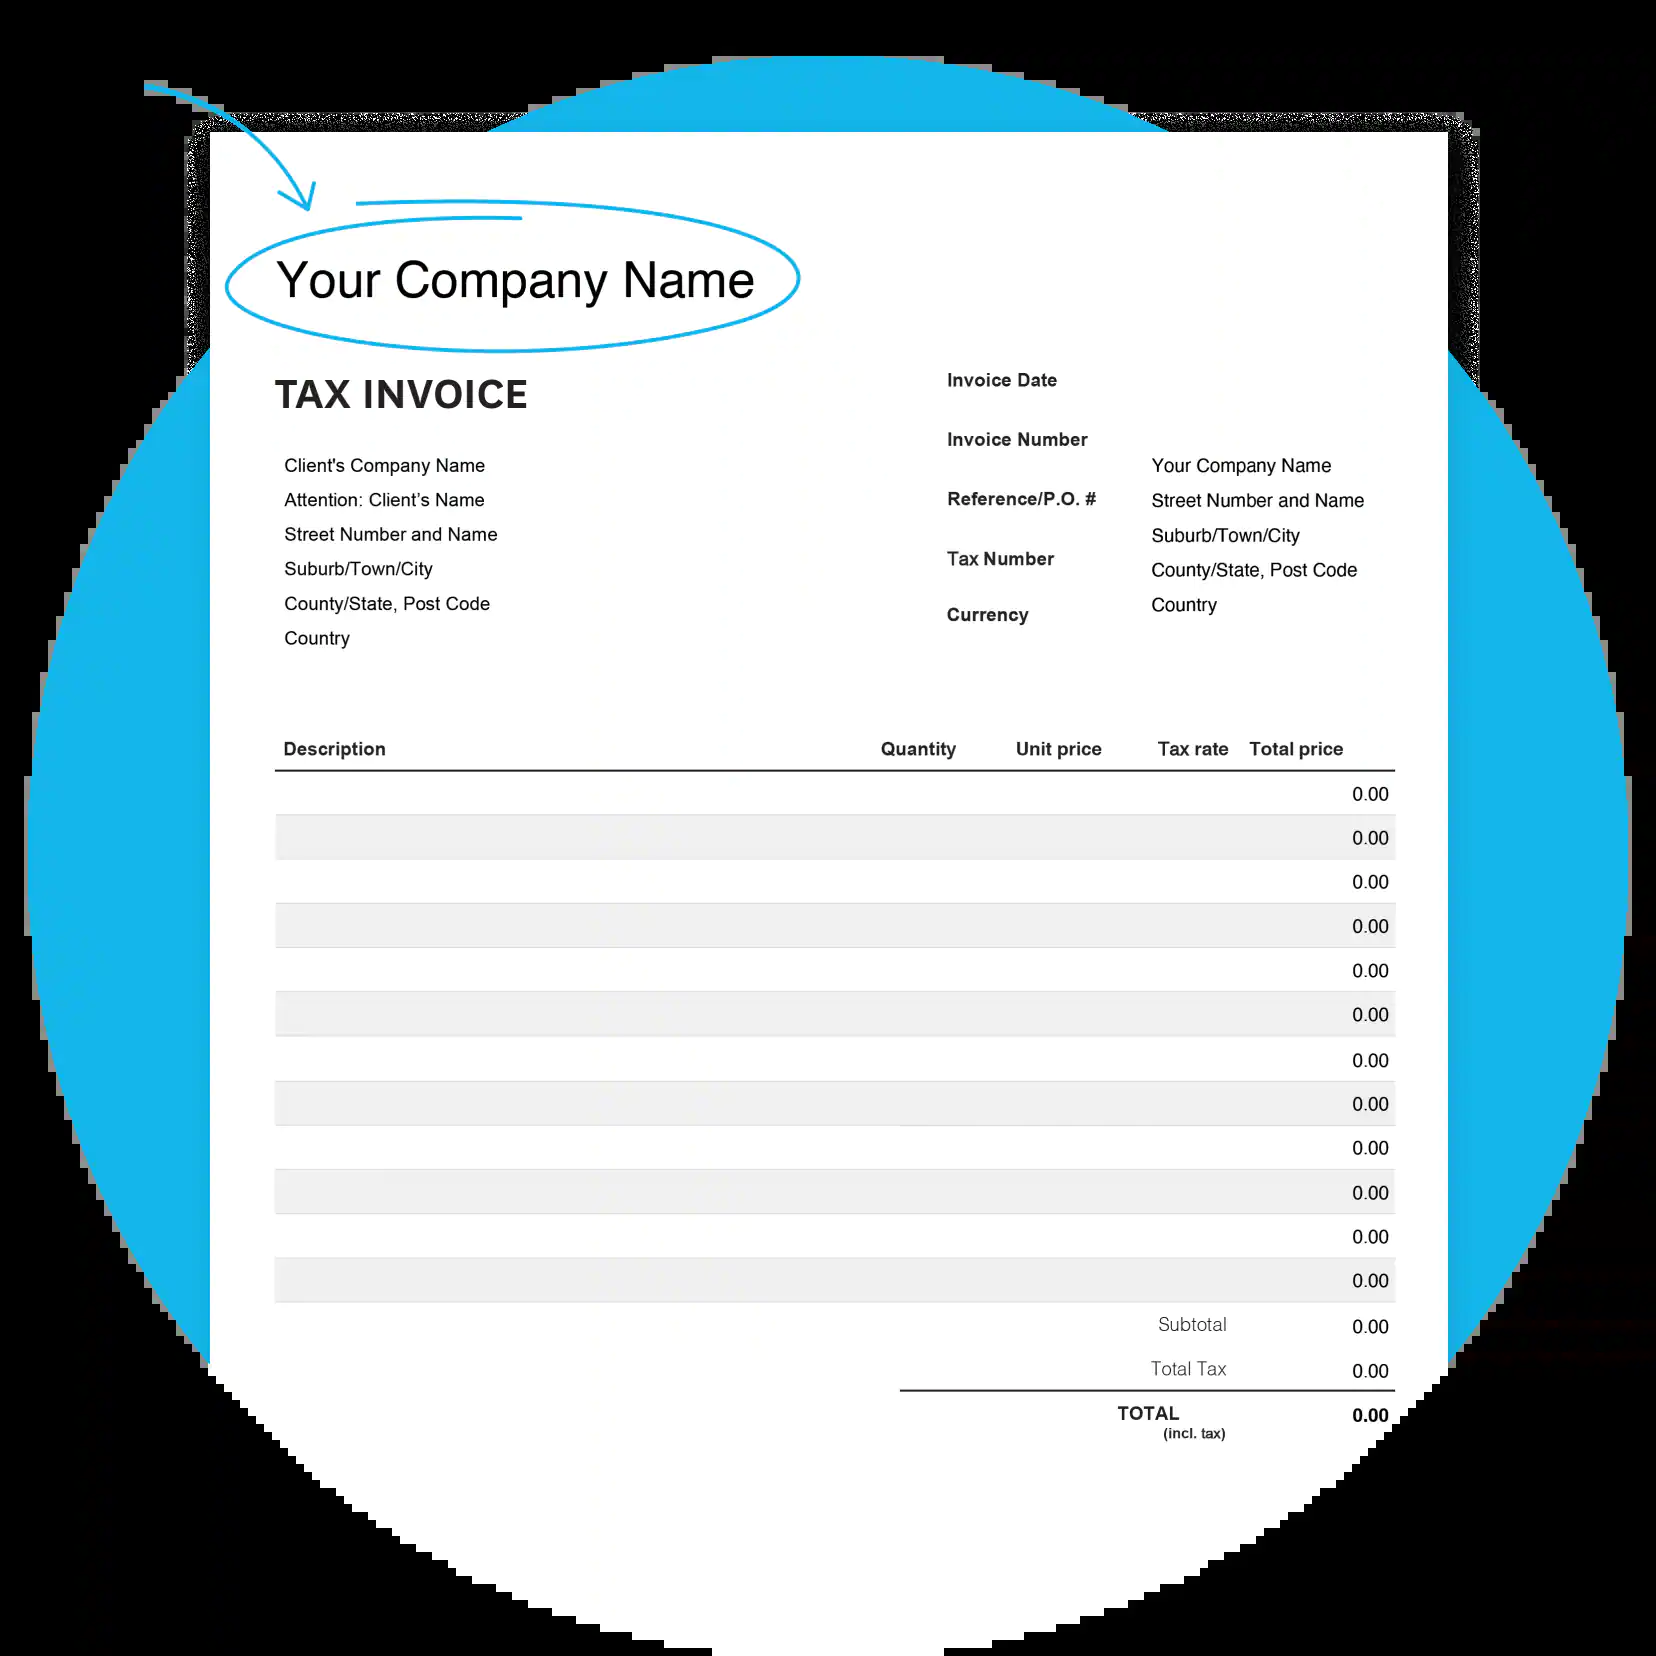 Your Company Name
TAX INVOICE
Client's Company Name
Attention: Client’s Name
Street Number and Name
Suburb/Town/City
County/State, Post Code
Country
Invoice Date
Invoice Number
Reference/P.O. #
Tax Number
Currency
Your Company Name
Street Number and Name
Suburb/Town/City
County/State, Post Code
Country
Description Quantity Unit price Tax rate Total price
0.00
0.00
0.00
0.00
0.00
0.00
0.00
0.00
0.00
0.00
0.00
0.00
Subtotal 0.00
Total Tax 0.00
TOTAL 0.00
(incl. tax)